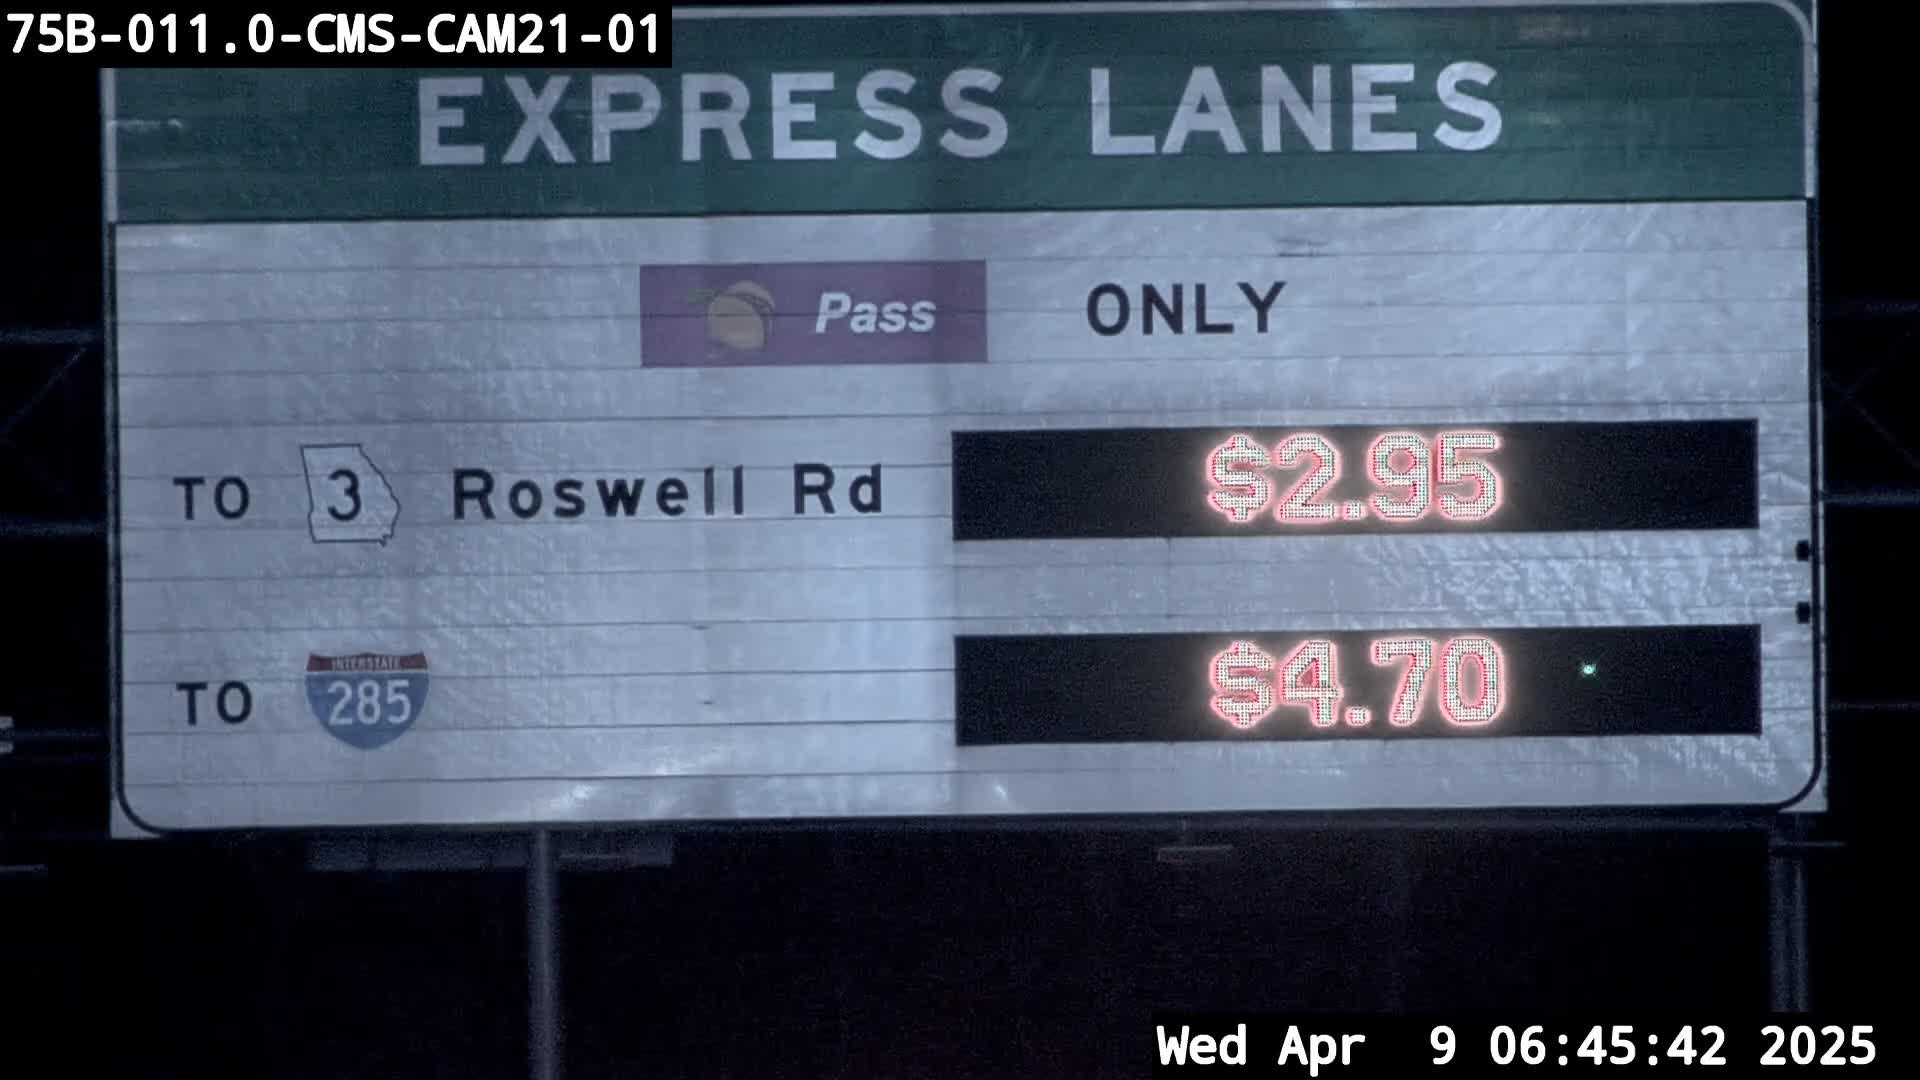 75B-011.0-CMS-CAM21-01
EXPRESS LANES
Pass ONLY
TO 3 Roswell Rd $2.95
INTERSTATE
TO 285 $4.70
Wed Apr 9 06:45:42 2025